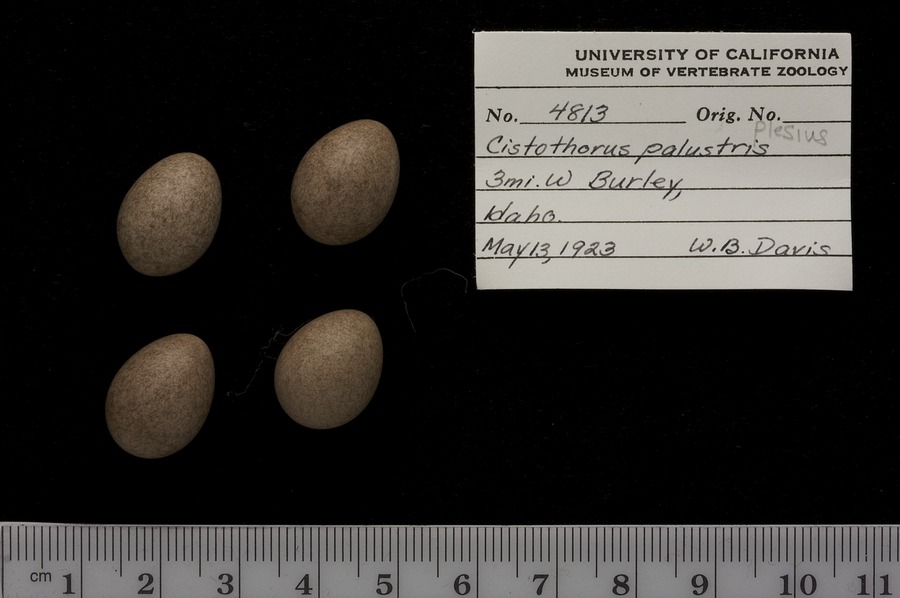 UNIVERSITY OF CALIFORNIA
MUSEUM OF VERTEBRATE ZOOLOGY
No. 4813 Orig. No.
plesius
Cistothorus palustris
3mi. W Burley,
Idaho.
May 13, 1923 W.B. Davis
cm 1 2 3 4 5 6 7 8 9 10 11